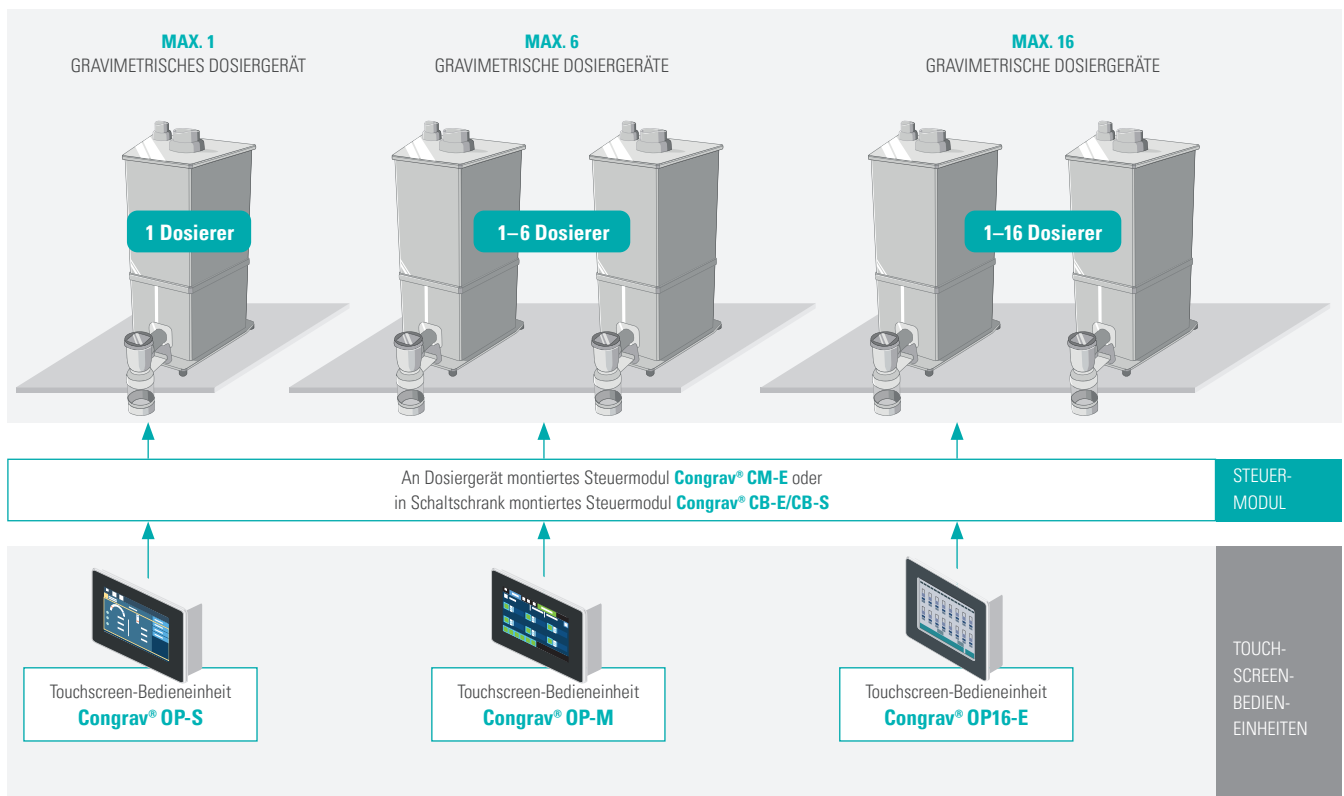 MAX. 1
GRAVIMETRISCHES DOSIERGERÄT
MAX. 6
GRAVIMETRISCHE DOSIERGERÄTE
MAX. 16
GRAVIMETRISCHE DOSIERGERÄTE
1 Dosierer
1–6 Dosierer
1–16 Dosierer
An Dosiergerät montiertes Steuermodul Congrav® CM-E oder
in Schaltschrank montiertes Steuermodul Congrav® CB-E/CB-S
STEUER-
MODUL
Touchscreen-Bedieneinheit
Congrav® OP-S
Touchscreen-Bedieneinheit
Congrav® OP-M
Touchscreen-Bedieneinheit
Congrav® OP16-E
TOUCH-
SCREEN-
BEDIEN-
EINHEITEN